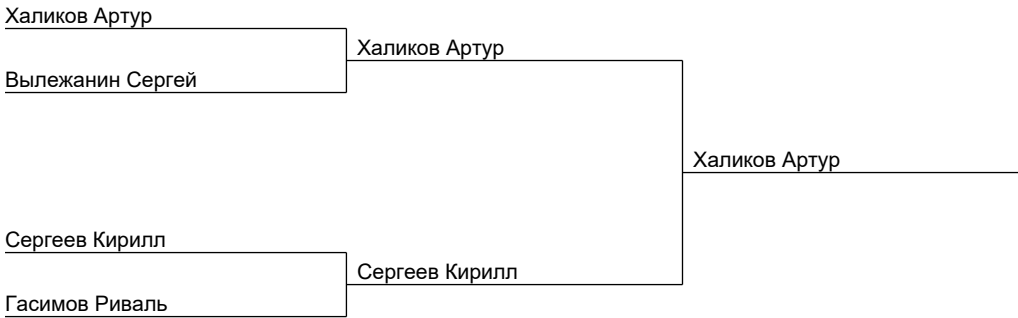 Халиков Артур
Халиков Артур
Вылежанин Сергей
Халиков Артур
Сергеев Кирилл
Сергеев Кирилл
Гасимов Риваль